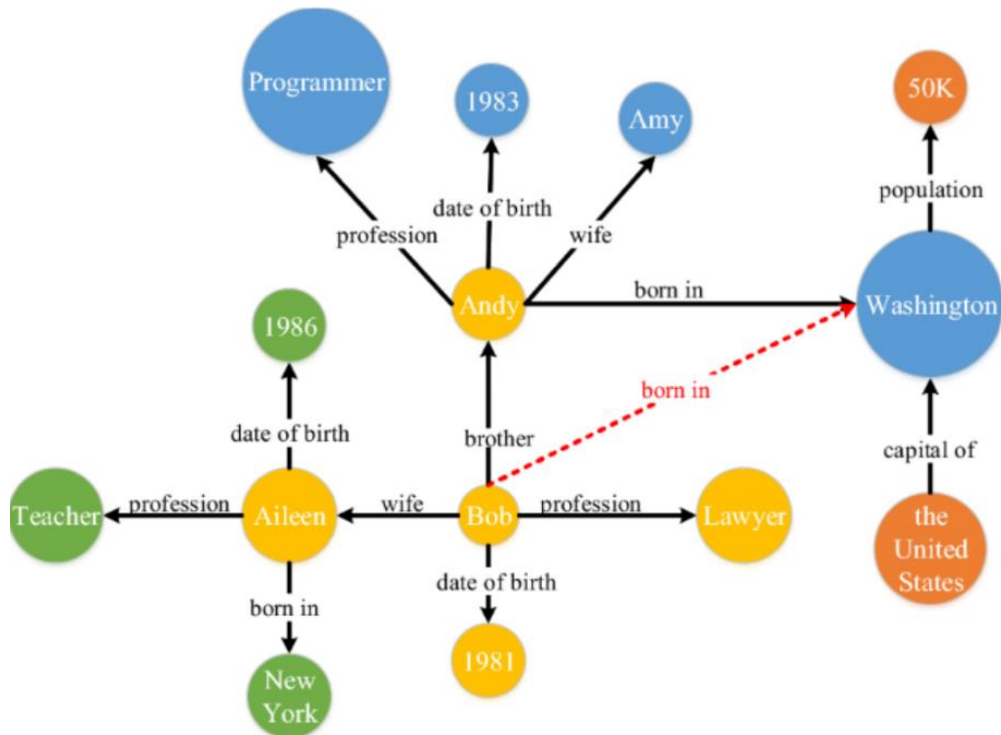 Programmer
1983
Amy
50K
profession
date of birth
wife
population
Andy
born in
Washington
1986
born in
date of birth
brother
capital of
Teacher
profession
Aileen
wife
Bob
profession
Lawyer
the
United
States
born in
date of birth
New
York
1981